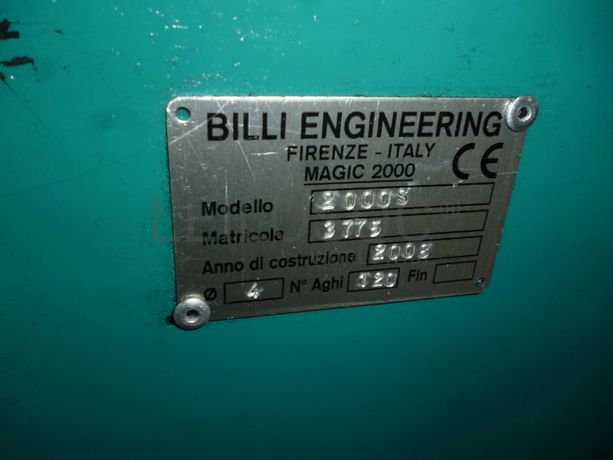 BILLI ENGINEERING
FIRENZE - ITALY
MAGIC 2000
CE
Modello 2000S
Matricola 3775
Anno di costruzione 2008
Ø 4 N° Aghi 120 Fin